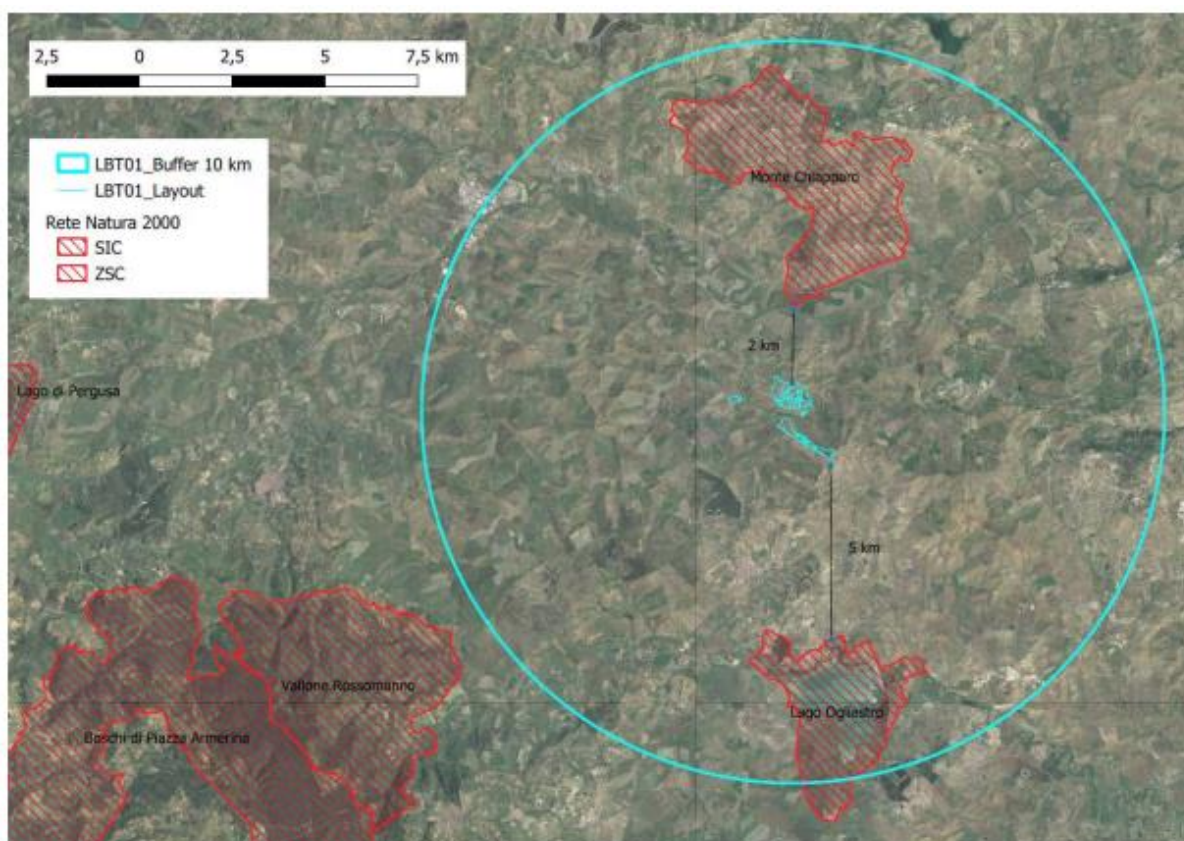 2,5 0 2,5 5 7,5 km
LBT01_Buffer 10 km
LBT01_Layout
Rete Natura 2000
SIC
ZSC
Monte Chiapparo
2 km
Lago di Pergusa
5 km
Vallone Rossomanno
Lago Ogliastro
Boschi di Piazza Armerina